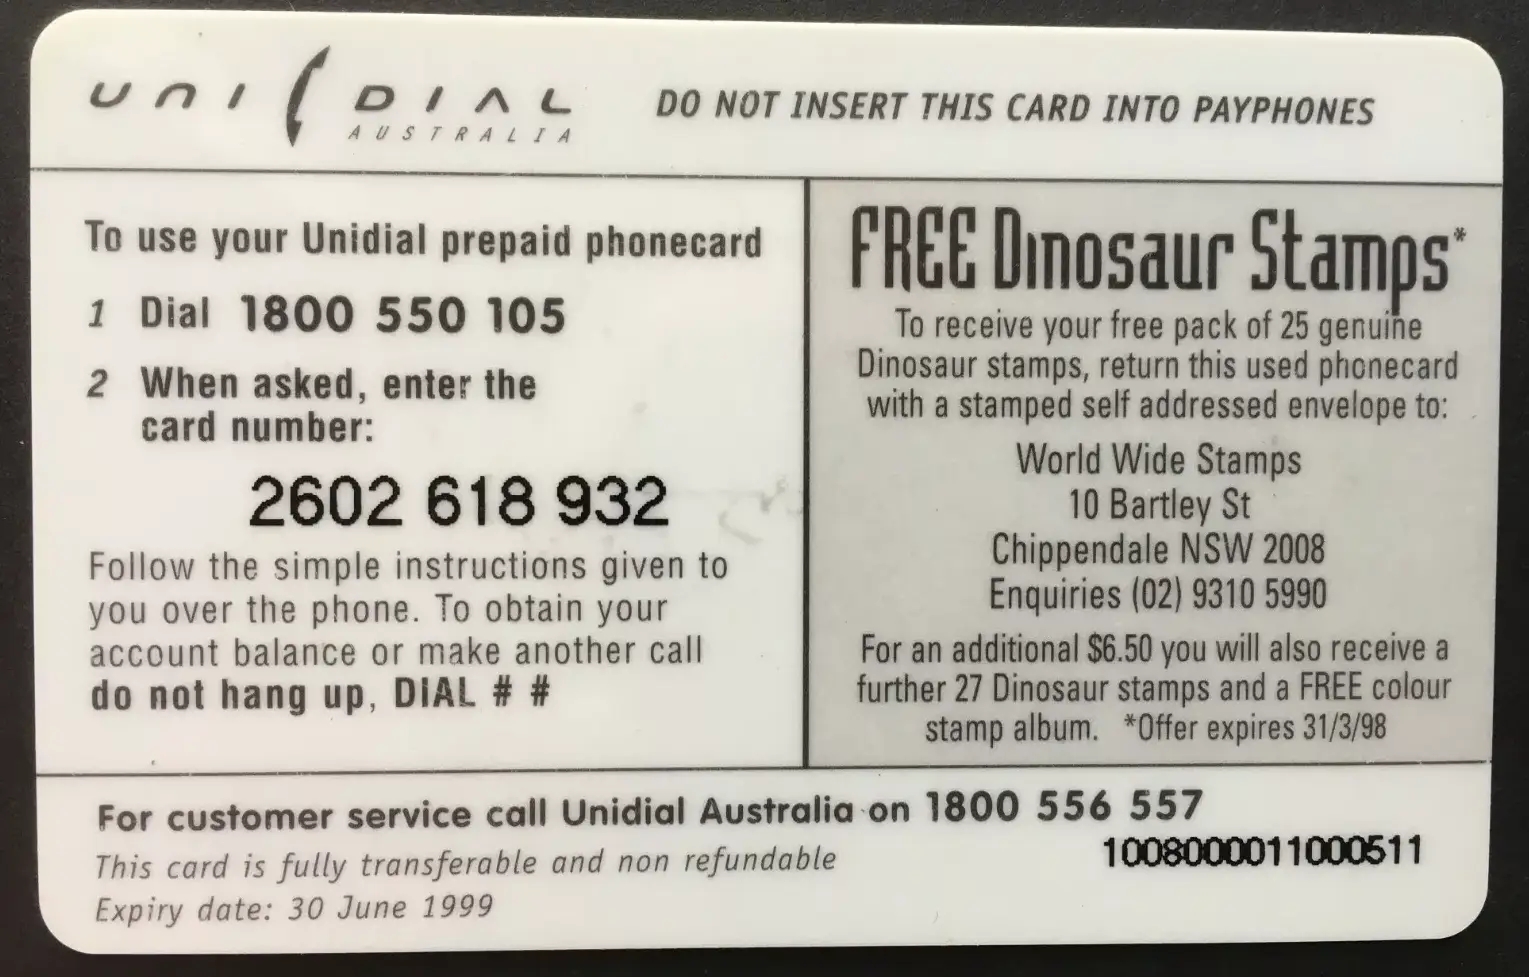 UNI DIAL
AUSTRALIA
DO NOT INSERT THIS CARD INTO PAYPHONES
To use your Unidial prepaid phonecard
1 Dial 1800 550 105
2 When asked, enter the
card number:
2602 618 932
Follow the simple instructions given to
you over the phone. To obtain your
account balance or make another call
do not hang up, DIAL # #
FREE Dinosaur Stamps*
To receive your free pack of 25 genuine
Dinosaur stamps, return this used phonecard
with a stamped self addressed envelope to:
World Wide Stamps
10 Bartley St
Chippendale NSW 2008
Enquiries (02) 9310 5990
For an additional $6.50 you will also receive a
further 27 Dinosaur stamps and a FREE colour
stamp album. *Offer expires 31/3/98
For customer service call Unidial Australia on 1800 556 557
This card is fully transferable and non refundable
1008000011000511
Expiry date: 30 June 1999